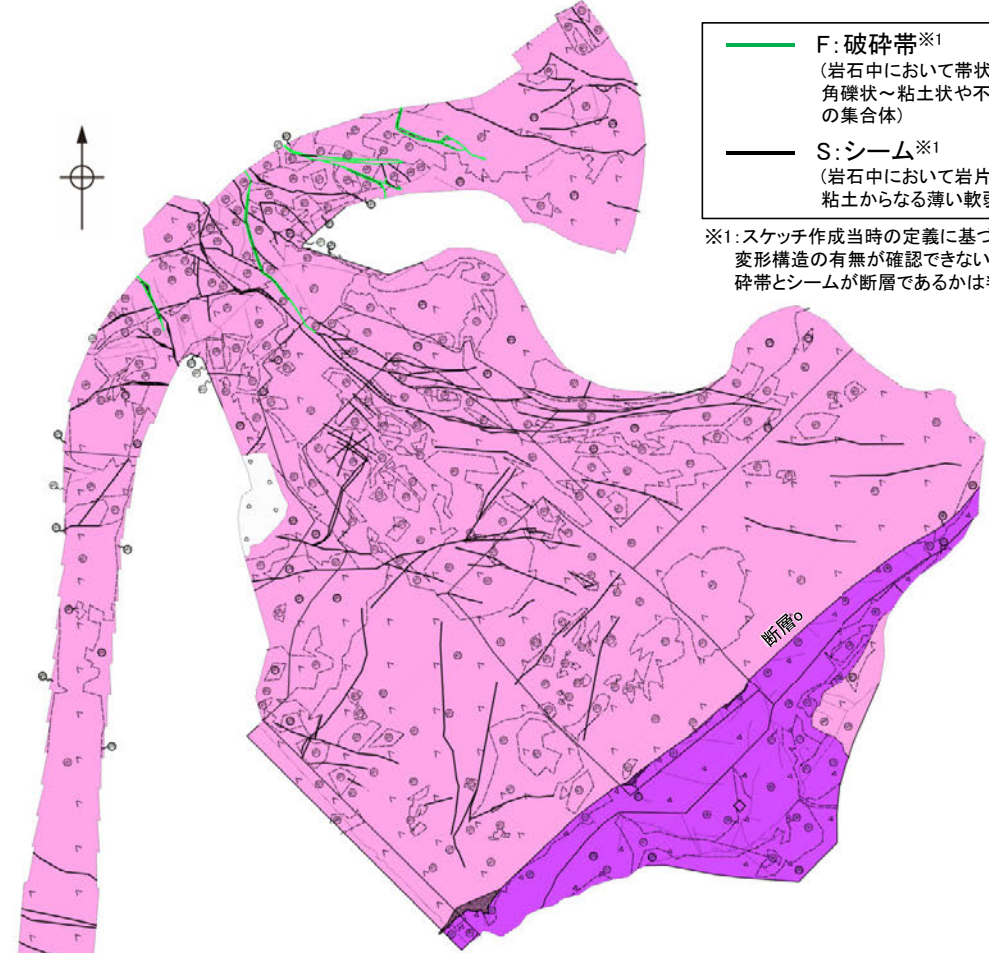 F:破砕帯※1
(岩石中において帯状
角礫状～粘土状や不
の集合体)
S:シーム※1
(岩石中において岩片
粘土からなる薄い軟
※1:スケッチ作成当時の定義に基づ
変形構造の有無が確認できない
砕帯とシームが断層であるかは
断層o